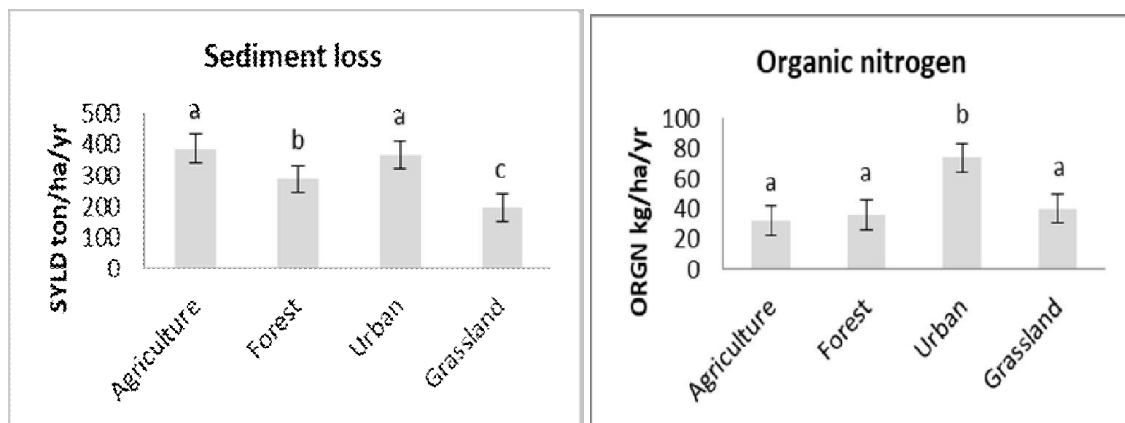 Sediment loss
SYLD ton/ha/yr
500
400
300
200
100
0
a
b
a
c
Agriculture
Forest
Urban
Grassland
Organic nitrogen
ORGN kg/ha/yr
100
80
60
40
20
0
a
a
b
a
Agriculture
Forest
Urban
Grassland